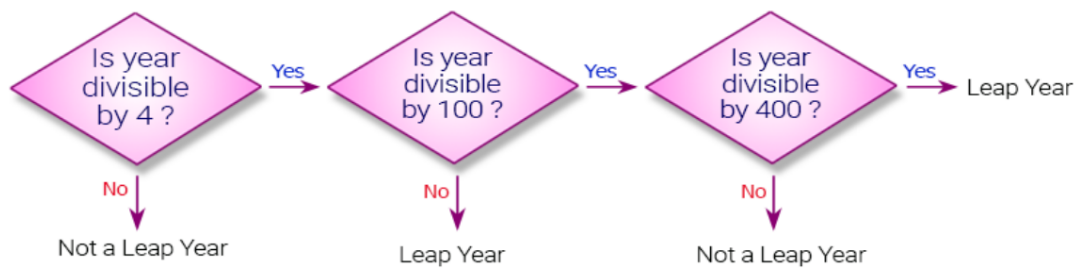 Is year
divisible
by 4 ?
Yes
Is year
divisible
by 100 ?
Yes
Is year
divisible
by 400 ?
Yes
Leap Year
No
No
No
Not a Leap Year
Leap Year
Not a Leap Year